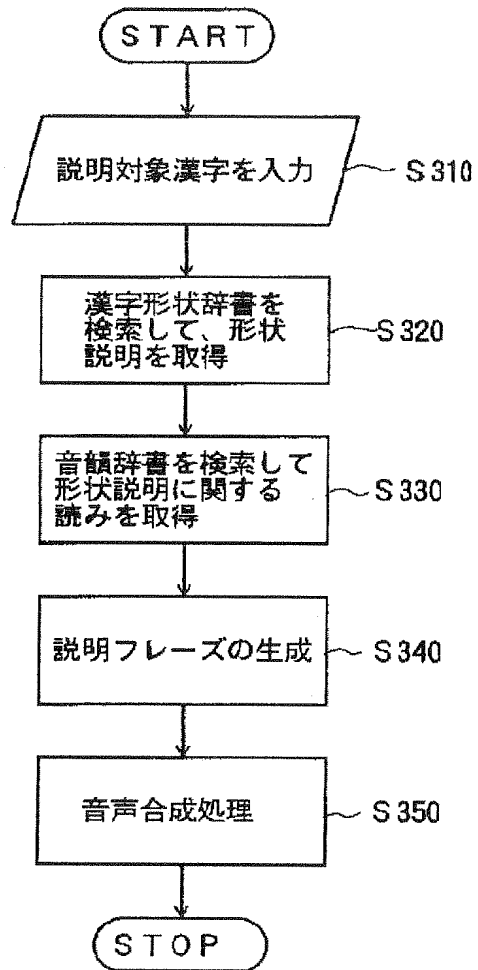 START
説明対象漢字を入力
S310
漢字形状辞書を
検索して、形状
説明を取得
S320
音韻辞書を検索して
形状説明に関する
読みを取得
S330
説明フレーズの生成
S340
音声合成処理
S350
STOP